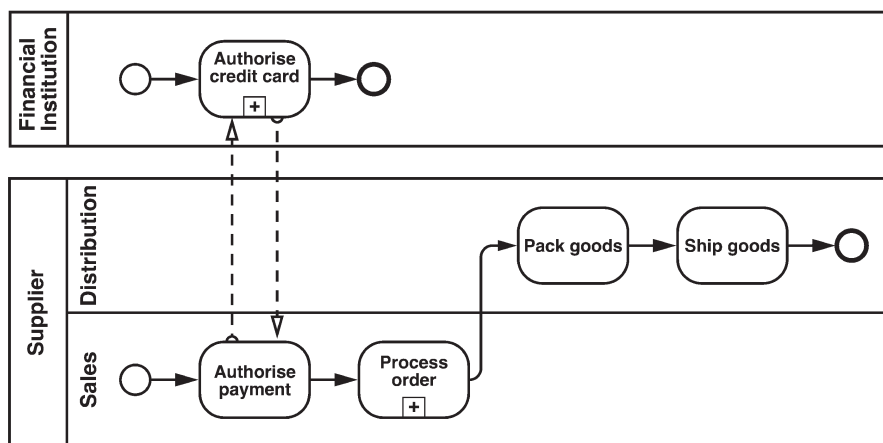 Financial
Institution
Authorise
credit card
+
Supplier
Distribution
Pack goods
Ship goods
Sales
Authorise
payment
Process
order
+